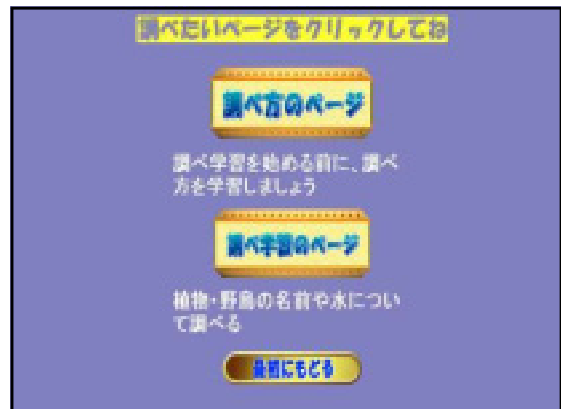 調べたいページをクリックしてね
調べ方のページ
調べ学習を始める前に、調べ
方を学習しましょう
調べ学習のページ
植物・野鳥の名前や水につい
て調べる
最初にもどる